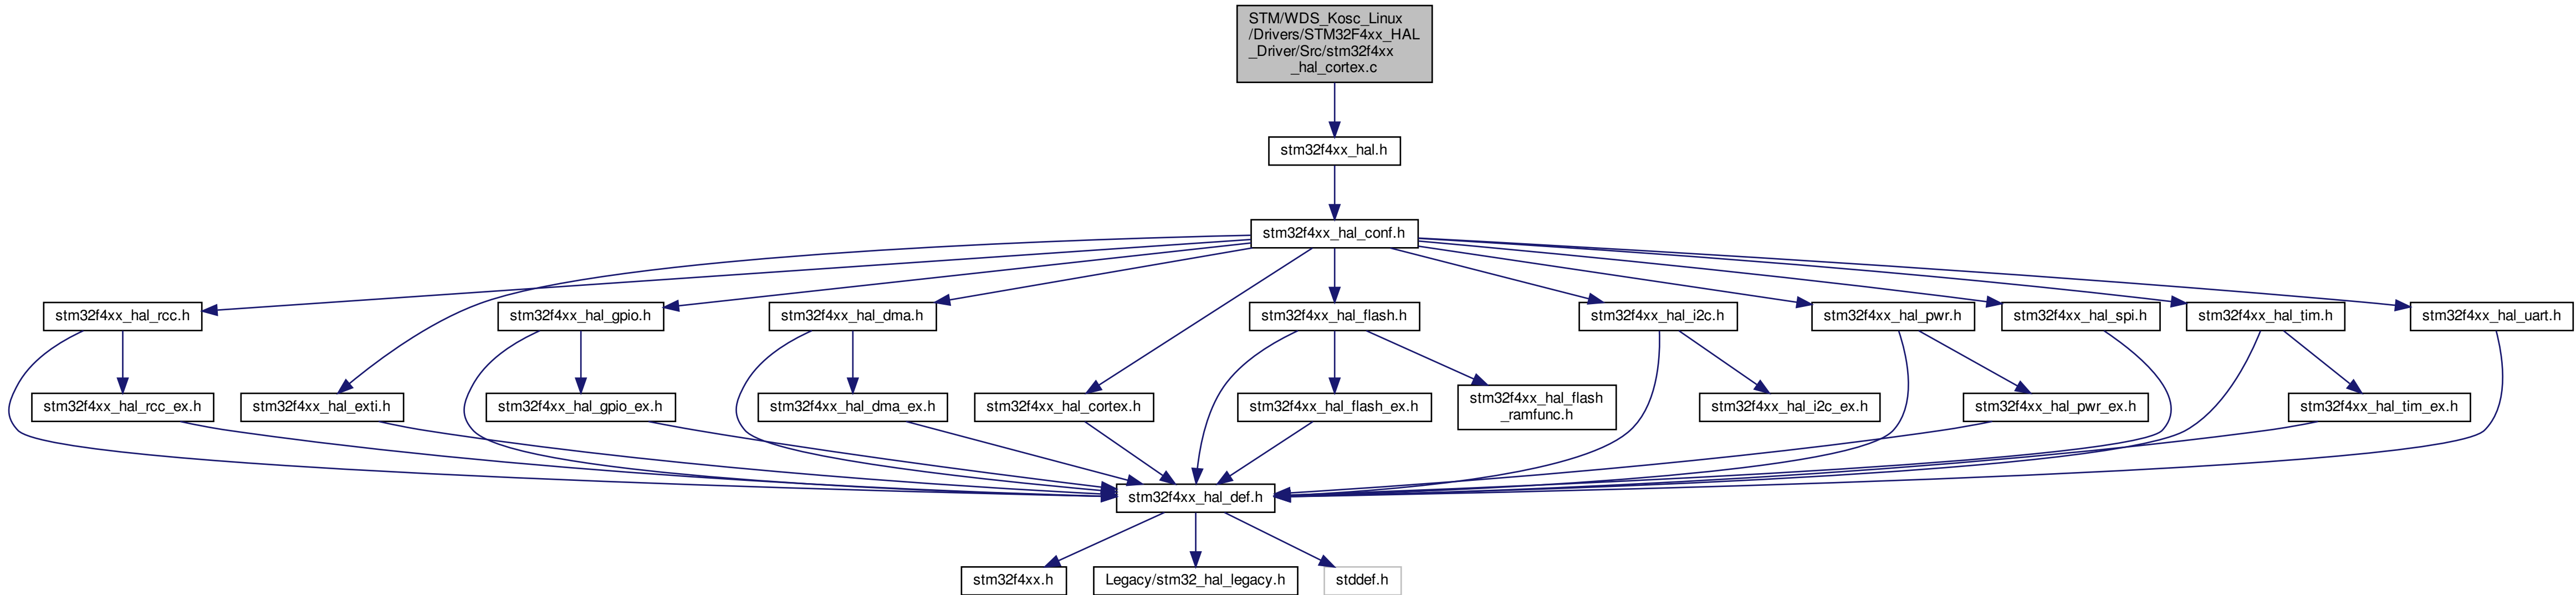 STM/WDS_Kosc_Linux
/Drivers/STM32F4xx_HAL
_Driver/Src/stm32f4xx
_hal_cortex.c
stm32f4xx_hal.h
stm32f4xx_hal_conf.h
stm32f4xx_hal_rcc.h
stm32f4xx_hal_gpio.h
stm32f4xx_hal_dma.h
stm32f4xx_hal_flash.h
stm32f4xx_hal_i2c.h
stm32f4xx_hal_pwr.h
stm32f4xx_hal_spi.h
stm32f4xx_hal_tim.h
stm32f4xx_hal_uart.h
stm32f4xx_hal_rcc_ex.h
stm32f4xx_hal_exti.h
stm32f4xx_hal_gpio_ex.h
stm32f4xx_hal_dma_ex.h
stm32f4xx_hal_cortex.h
stm32f4xx_hal_flash_ex.h
stm32f4xx_hal_flash
_ramfunc.h
stm32f4xx_hal_i2c_ex.h
stm32f4xx_hal_pwr_ex.h
stm32f4xx_hal_tim_ex.h
stm32f4xx_hal_def.h
stm32f4xx.h
Legacy/stm32_hal_legacy.h
stddef.h